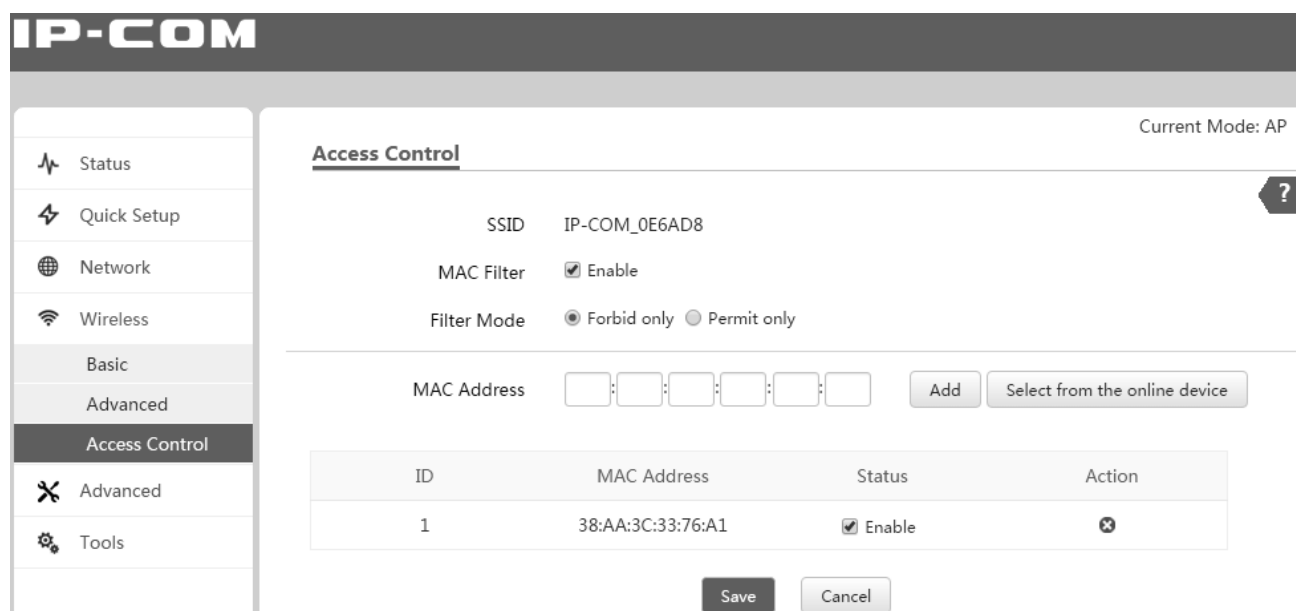 IP-COM
Current Mode: AP
Access Control
?
Status
Quick Setup
Network
Wireless
Basic
Advanced
Access Control
Advanced
Tools
SSID IP-COM_0E6AD8
MAC Filter Enable
Filter Mode Forbid only Permit only
MAC Address : : : : : Add Select from the online device
ID MAC Address Status Action
1 38:AA:3C:33:76:A1 Enable
Save Cancel